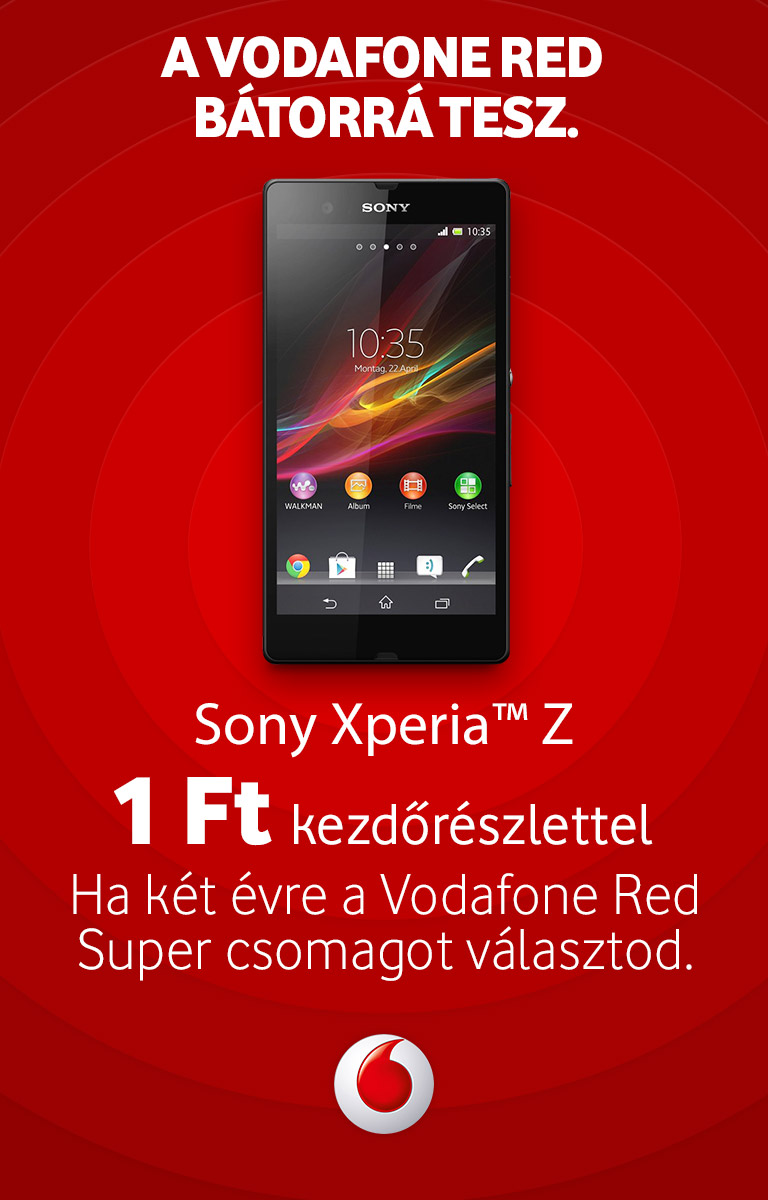 A VODAFONE RED
BÁTORRÁ TESZ.
SONY
10:35
10:35
Montag, 22 April
WALKMAN Album Filme Sony Select
Sony Xperia™ Z
1 Ft kezdőrészlettel
Ha két évre a Vodafone Red
Super csomagot választod.